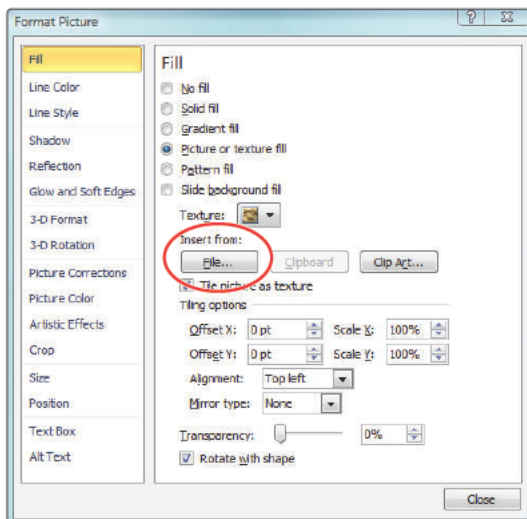 Format Picture
Fill
Line Color
Line Style
Shadow
Reflection
Glow and Soft Edges
3-D Format
3-D Rotation
Picture Corrections
Picture Color
Artistic Effects
Crop
Size
Position
Text Box
Alt Text
Fill
No fill
Solid fill
Gradient fill
Picture or texture fill
Pattern fill
Slide background fill
Texture:
Insert from:
File... Clipboard Clip Art...
Tile picture as texture
Tiling options
Offset X: 0 pt Scale X: 100%
Offset Y: 0 pt Scale Y: 100%
Alignment: Top left
Mirror type: None
Transparency: 0%
Rotate with shape
Close